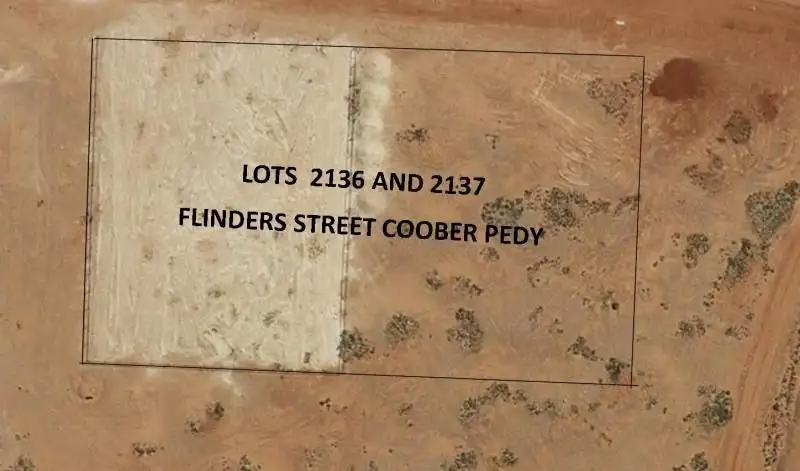 LOTS 2136 AND 2137
FLINDERS STREET COOBER PEDY